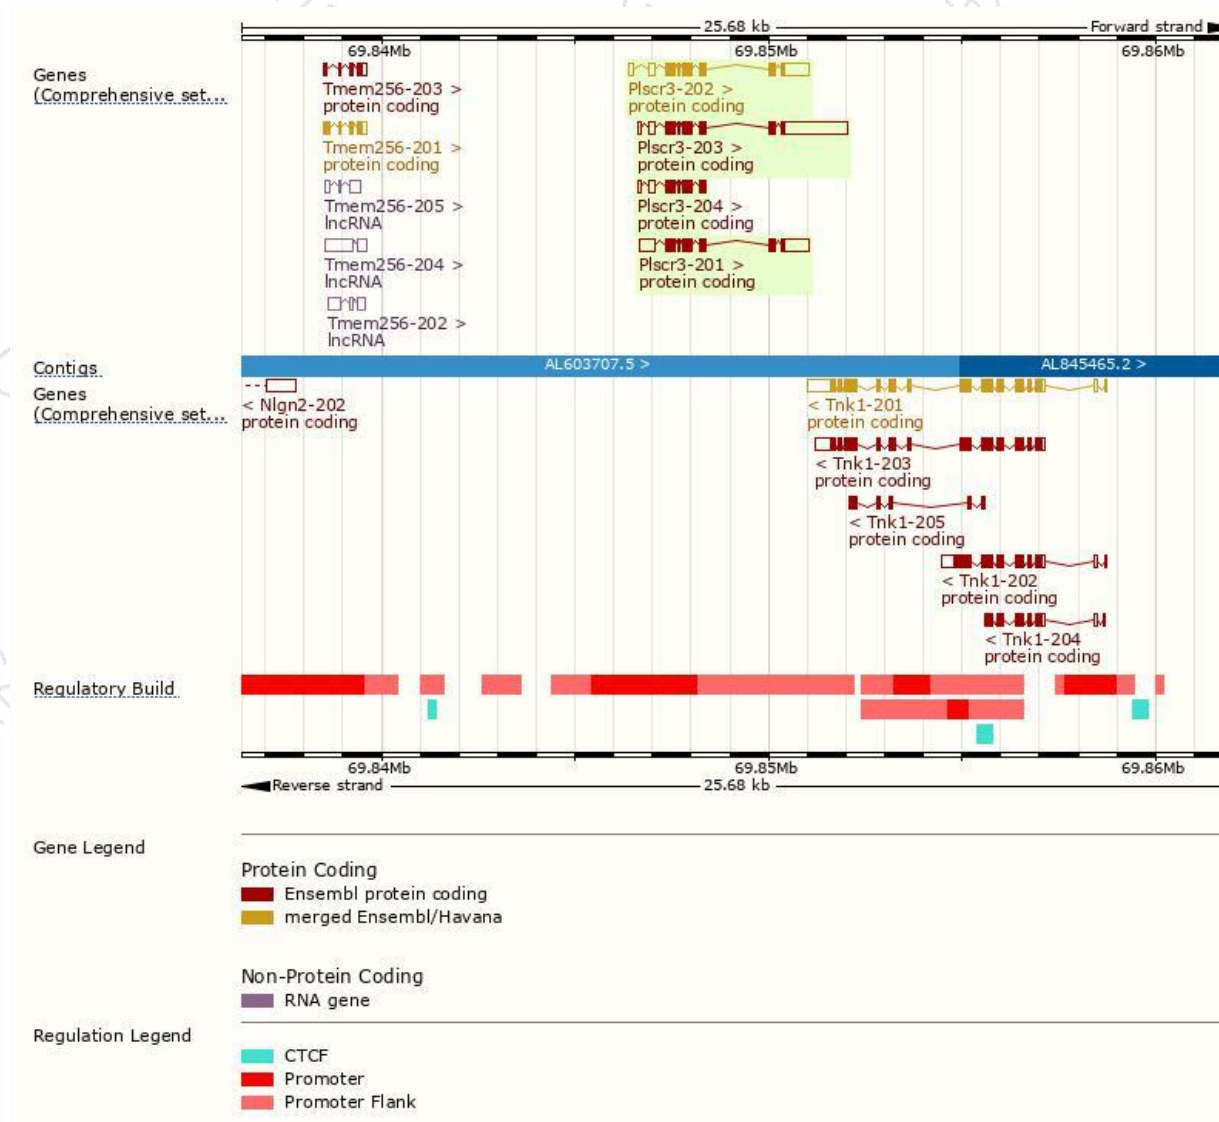 25.68 kb
Forward strand
69.84Mb 69.85Mb 69.86Mb
Genes
(Comprehensive set...
Tmem256-203 >
protein coding
Tmem256-201 >
protein coding
Tmem256-205 >
lncRNA
Tmem256-204 >
lncRNA
Tmem256-202 >
lncRNA
Plscr3-202 >
protein coding
Plscr3-203 >
protein coding
Plscr3-204 >
protein coding
Plscr3-201 >
protein coding
Contigs
AL603707.5 >
AL845465.2 >
Genes
(Comprehensive set...
< Nlgn2-202
protein coding
< Tnk1-201
protein coding
< Tnk1-203
protein coding
< Tnk1-205
protein coding
< Tnk1-202
protein coding
< Tnk1-204
protein coding
Regulatory Build
69.84Mb 69.85Mb 69.86Mb
Reverse strand
25.68 kb
Gene Legend
Protein Coding
Ensembl protein coding
merged Ensembl/Havana
Non-Protein Coding
RNA gene
Regulation Legend
CTCF
Promoter
Promoter Flank